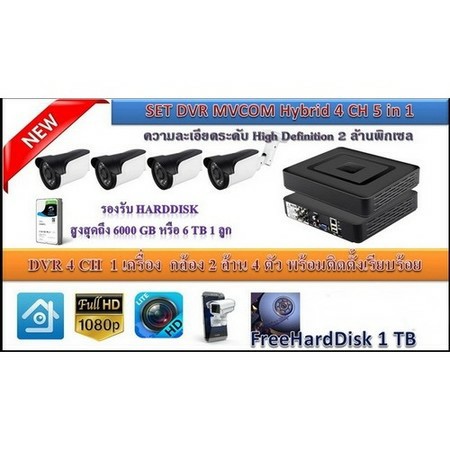 NEW
SET DVR MVCOM Hybrid 4 CH 5 in 1
ความละเอียดระดับ High Definition 2 ล้านพิกเซล
รองรับ HARDDISK
สูงสุดถึง 6000 GB หรือ 6 TB 1 ลูก
DVR 4 CH 1 เครื่อง กล้อง 2 ล้าน 4 ตัว พร้อมติดตั้งเรียบร้อย
Full HD
1080p
LITE
HD
FreeHardDisk 1 TB